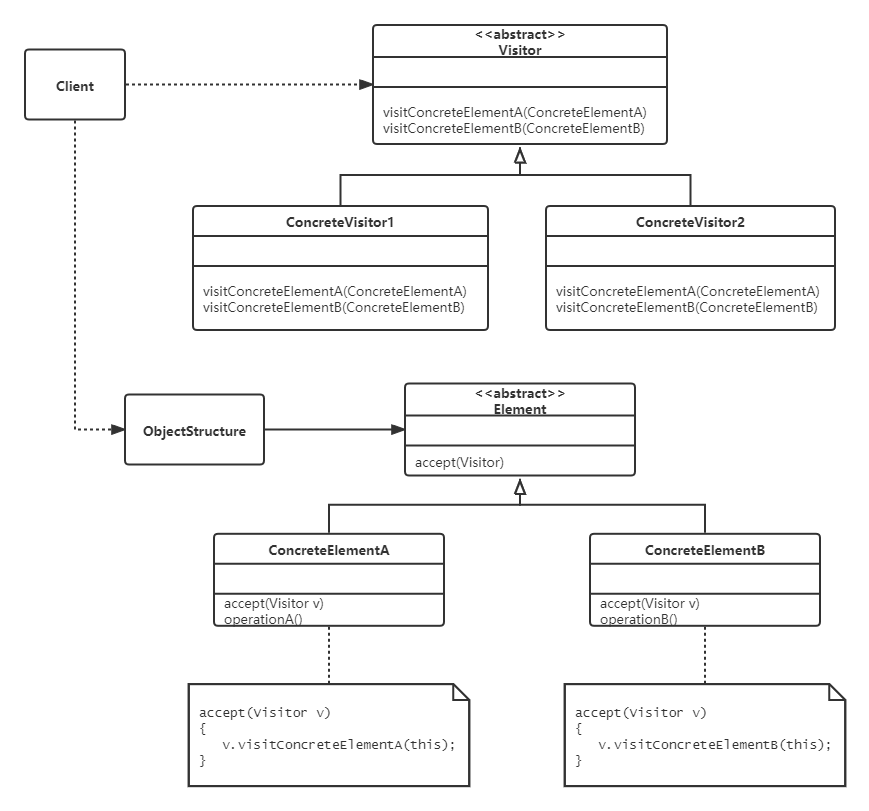 <<abstract>>
Visitor
Client
visitConcreteElementA(ConcreteElementA)
visitConcreteElementB(ConcreteElementB)
ConcreteVisitor1
visitConcreteElementA(ConcreteElementA)
visitConcreteElementB(ConcreteElementB)
ConcreteVisitor2
visitConcreteElementA(ConcreteElementA)
visitConcreteElementB(ConcreteElementB)
ObjectStructure
<<abstract>>
Element
accept(Visitor)
ConcreteElementA
accept(Visitor v)
operationA()
ConcreteElementB
accept(Visitor v)
operationB()
accept(Visitor v)
{
v.visitConcreteElementA(this);
}
accept(Visitor v)
{
v.visitConcreteElementB(this);
}